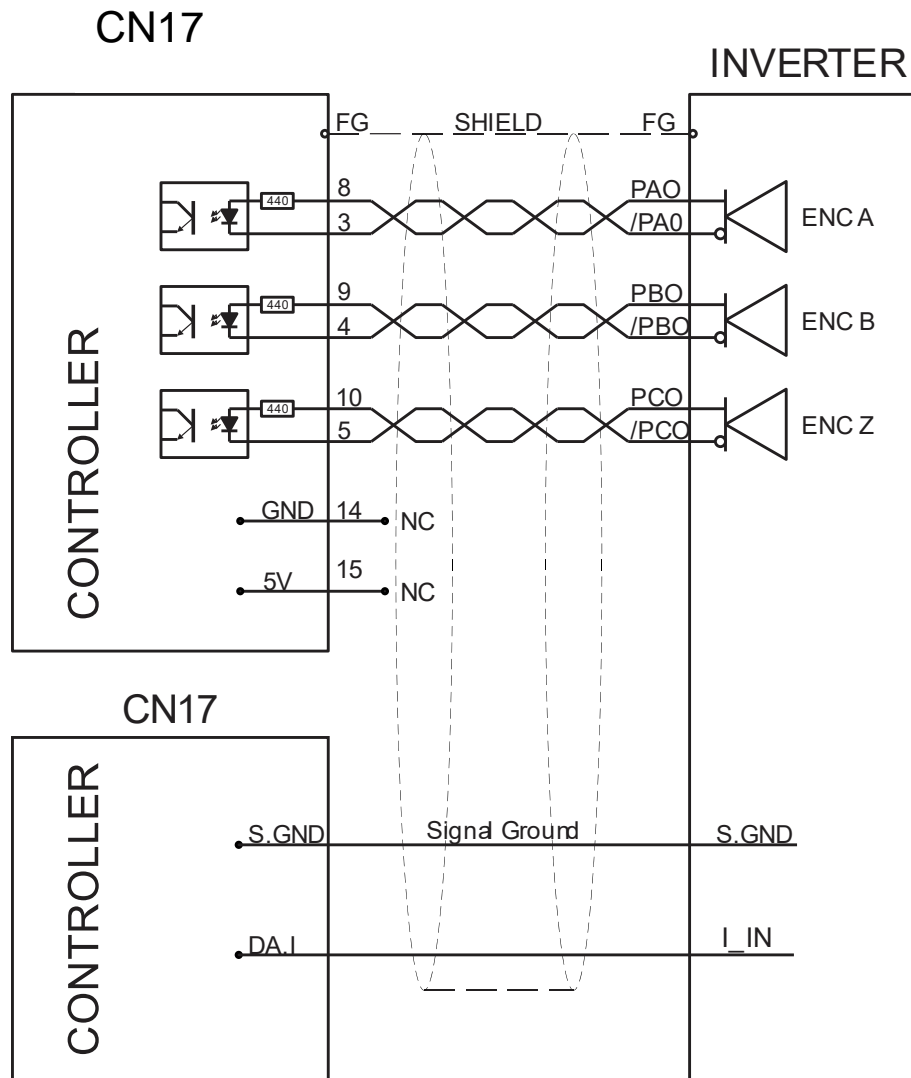 CN17
INVERTER
FG SHIELD FG
440 8 PAO
3 /PA0 ENC A
440 9 PBO
4 /PBO ENC B
440 10 PCO
5 /PCO ENC Z
CONTROLLER
GND 14 NC
5V 15 NC
CN17
CONTROLLER
S.GND Signal Ground S.GND
DA.I I_IN